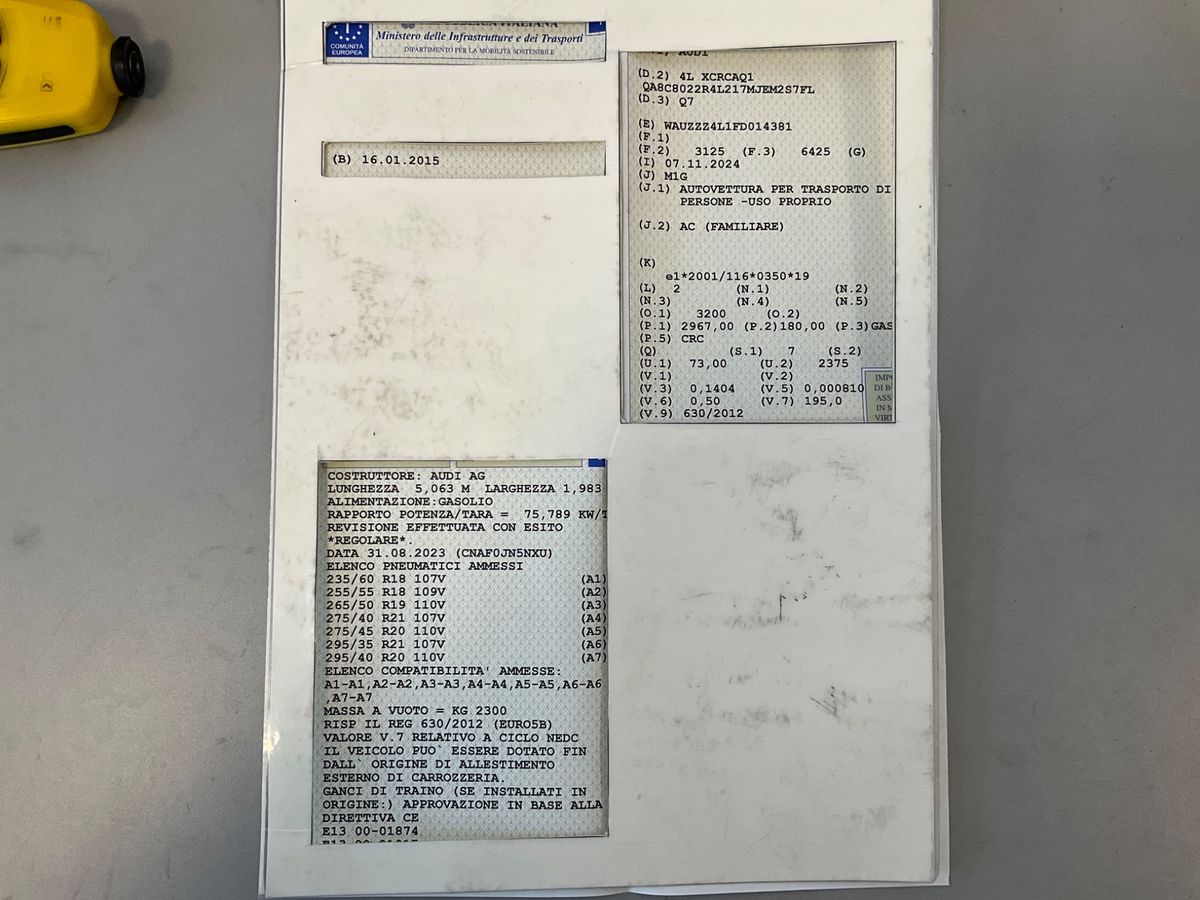 COMUNITÀ
EUROPEA
REPUBBLICA ITALIANA
Ministero delle Infrastrutture e dei Trasporti
DIPARTIMENTO PER LA MOBILITÀ SOSTENIBILE
(B) 16.01.2015
AUDI
(D.2) 4L XCRCAQ1
QA8C8022R4L217MJEM2S7FL
(D.3) Q7
(E) WAUZZZ4L1FD014381
(F.1)
(F.2) 3125 (F.3) 6425 (G)
(I) 07.11.2024
(J) M1G
(J.1) AUTOVETTURA PER TRASPORTO DI
PERSONE -USO PROPRIO
(J.2) AC (FAMILIARE)
(K)
e1*2001/116*0350*19
(L) 2 (N.1) (N.2)
(N.3) (N.4) (N.5)
(O.1) 3200 (O.2)
(P.1) 2967,00 (P.2)180,00 (P.3)GAS
(P.5) CRC
(Q) (S.1) 7 (S.2)
(U.1) 73,00 (U.2) 2375
(V.1) (V.2)
(V.3) 0,1404 (V.5) 0,000810
(V.6) 0,50 (V.7) 195,0
(V.9) 630/2012
IMPO
DI B
ASS
IN M
VIRT
COSTRUTTORE: AUDI AG
LUNGHEZZA 5,063 M LARGHEZZA 1,983
ALIMENTAZIONE:GASOLIO
RAPPORTO POTENZA/TARA = 75,789 KW/T
REVISIONE EFFETTUATA CON ESITO
*REGOLARE*.
DATA 31.08.2023 (CNAF0JN5NXU)
ELENCO PNEUMATICI AMMESSI
235/60 R18 107V (A1)
255/55 R18 109V (A2)
265/50 R19 110V (A3)
275/40 R21 107V (A4)
275/45 R20 110V (A5)
295/35 R21 107V (A6)
295/40 R20 110V (A7)
ELENCO COMPATIBILITA' AMMESSE:
A1-A1,A2-A2,A3-A3,A4-A4,A5-A5,A6-A6
,A7-A7
MASSA A VUOTO = KG 2300
RISP IL REG 630/2012 (EURO5B)
VALORE V.7 RELATIVO A CICLO NEDC
IL VEICOLO PUO` ESSERE DOTATO FIN
DALL` ORIGINE DI ALLESTIMENTO
ESTERNO DI CARROZZERIA.
GANCI DI TRAINO (SE INSTALLATI IN
ORIGINE:) APPROVAZIONE IN BASE ALLA
DIRETTIVA CE
E13 00-01874